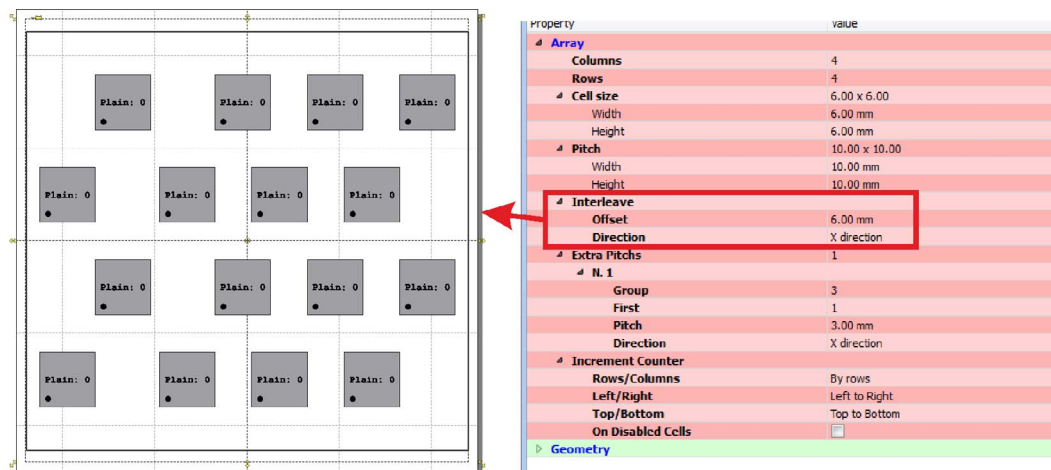 Plain: 0 Plain: 0 Plain: 0 Plain: 0
Plain: 0 Plain: 0 Plain: 0 Plain: 0
Plain: 0 Plain: 0 Plain: 0 Plain: 0
Plain: 0 Plain: 0 Plain: 0 Plain: 0
Property Value
Array
Columns 4
Rows 4
Cell size 6.00 x 6.00
Width 6.00 mm
Height 6.00 mm
Pitch 10.00 x 10.00
Width 10.00 mm
Height 10.00 mm
Interleave
Offset 6.00 mm
Direction X direction
Extra Pitchs 1
N. 1
Group 3
First 1
Pitch 3.00 mm
Direction X direction
Increment Counter
Rows/Columns By rows
Left/Right Left to Right
Top/Bottom Top to Bottom
On Disabled Cells
Geometry